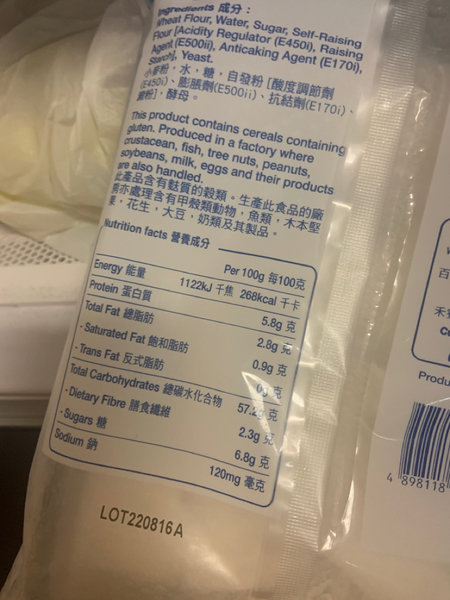 Ingredients 成分:
Wheat Flour, Water, Sugar, Self-Raising
Flour [Acidity Regulator (E450i), Raising
Agent (E500ii), Anticaking Agent (E170i),
Starch], Yeast.
小麥粉，水，糖，自發粉 [酸度調節劑
(E450i)、膨脹劑(E500ii)、抗結劑(E170i)、
澱粉]，酵母。
This product contains cereals containing
gluten. Produced in a factory where
crustacean, fish, tree nuts, peanuts,
soybeans, milk, eggs and their products
are also handled.
此產品含有麩質的穀類。生產此食品的廠
房亦處理含有甲殼類動物，魚類，木本堅
果，花生，大豆，奶類及其製品。
Nutrition facts 營養成分
Per 100g 每100克
Energy 能量 1122kJ 千焦 268kcal 千卡
Protein 蛋白質 5.8g 克
Total Fat 總脂肪 2.8g 克
- Saturated Fat 飽和脂肪 0.9g 克
- Trans Fat 反式脂肪 0g 克
Total Carbohydrates 總碳水化合物 57.2g 克
- Dietary Fibre 膳食纖維 2.3g 克
- Sugars 糖 6.8g 克
Sodium 鈉 120mg 毫克
LOT220816A
百
未
Produ
4 898118